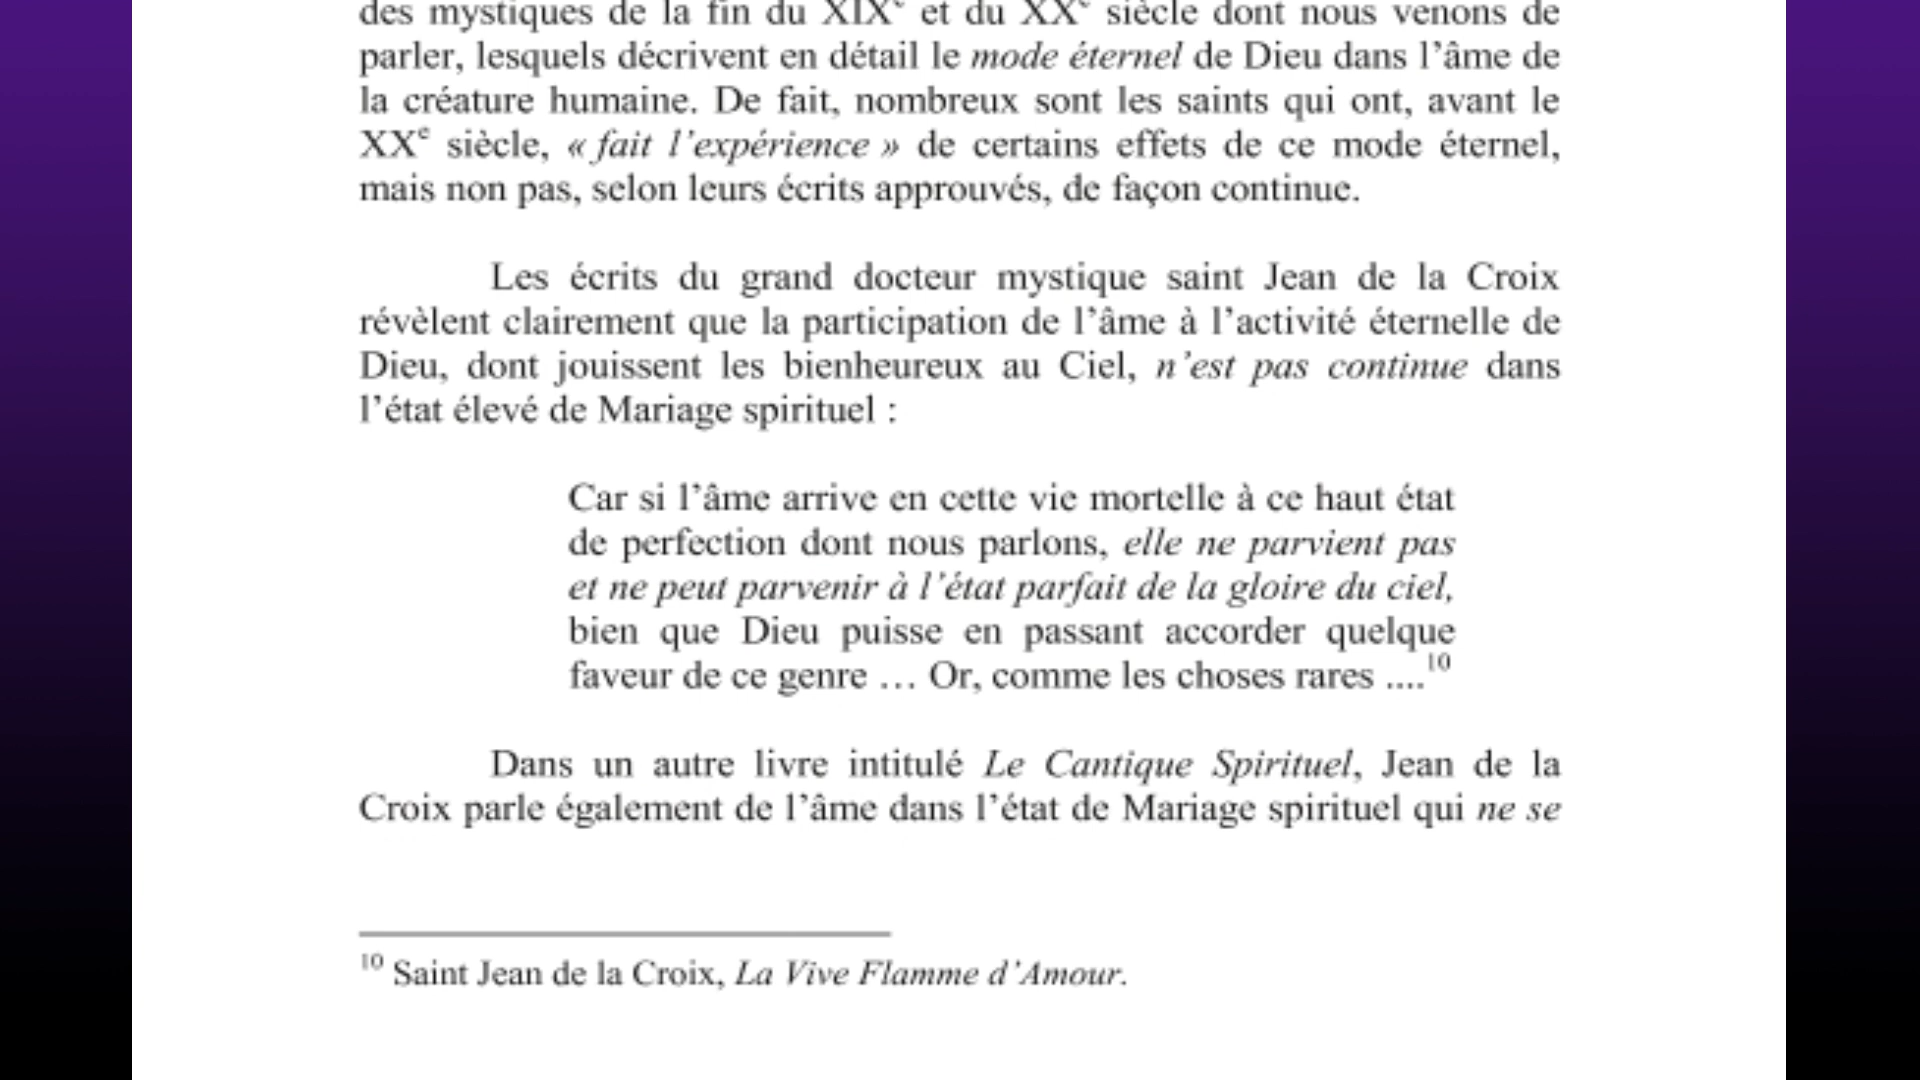 des mystiques de la fin du XIXe et du XXe siècle dont nous venons de
parler, lesquels décrivent en détail le mode éternel de Dieu dans l’âme de
la créature humaine. De fait, nombreux sont les saints qui ont, avant le
XXe siècle, « fait l’expérience » de certains effets de ce mode éternel,
mais non pas, selon leurs écrits approuvés, de façon continue.
Les écrits du grand docteur mystique saint Jean de la Croix
révèlent clairement que la participation de l’âme à l’activité éternelle de
Dieu, dont jouissent les bienheureux au Ciel, n’est pas continue dans
l’état élevé de Mariage spirituel :
Car si l’âme arrive en cette vie mortelle à ce haut état
de perfection dont nous parlons, elle ne parvient pas
et ne peut parvenir à l’état parfait de la gloire du ciel,
bien que Dieu puisse en passant accorder quelque
faveur de ce genre … Or, comme les choses rares ....10
Dans un autre livre intitulé Le Cantique Spirituel, Jean de la
Croix parle également de l’âme dans l’état de Mariage spirituel qui ne se
10 Saint Jean de la Croix, La Vive Flamme d’Amour.